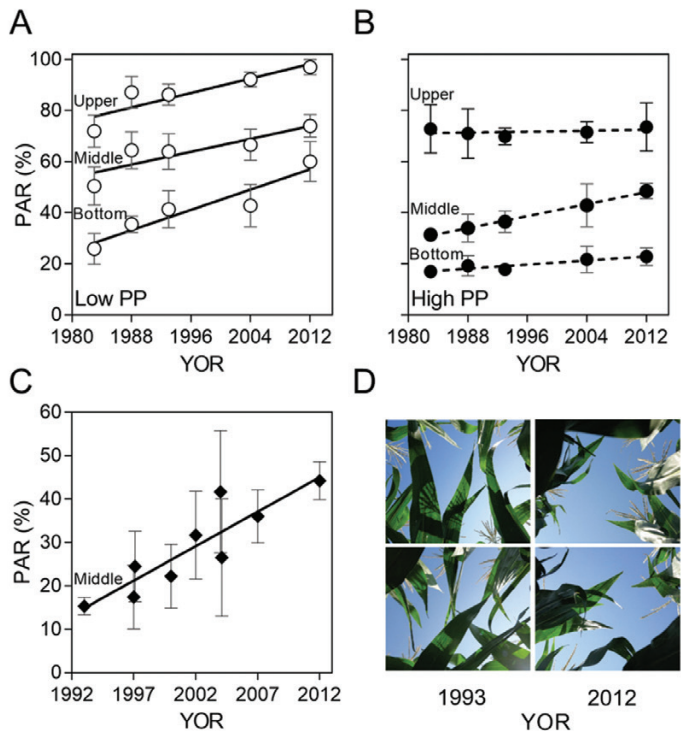 A
B
100
80
60
40
20
0
PAR (%)
Upper
Middle
Bottom
Low PP
1980 1988 1996 2004 2012
YOR
Upper
Middle
Bottom
High PP
1980 1988 1996 2004 2012
YOR
C
D
60
50
40
30
20
10
0
PAR (%)
Middle
1992 1997 2002 2007 2012
YOR
1993 2012
YOR